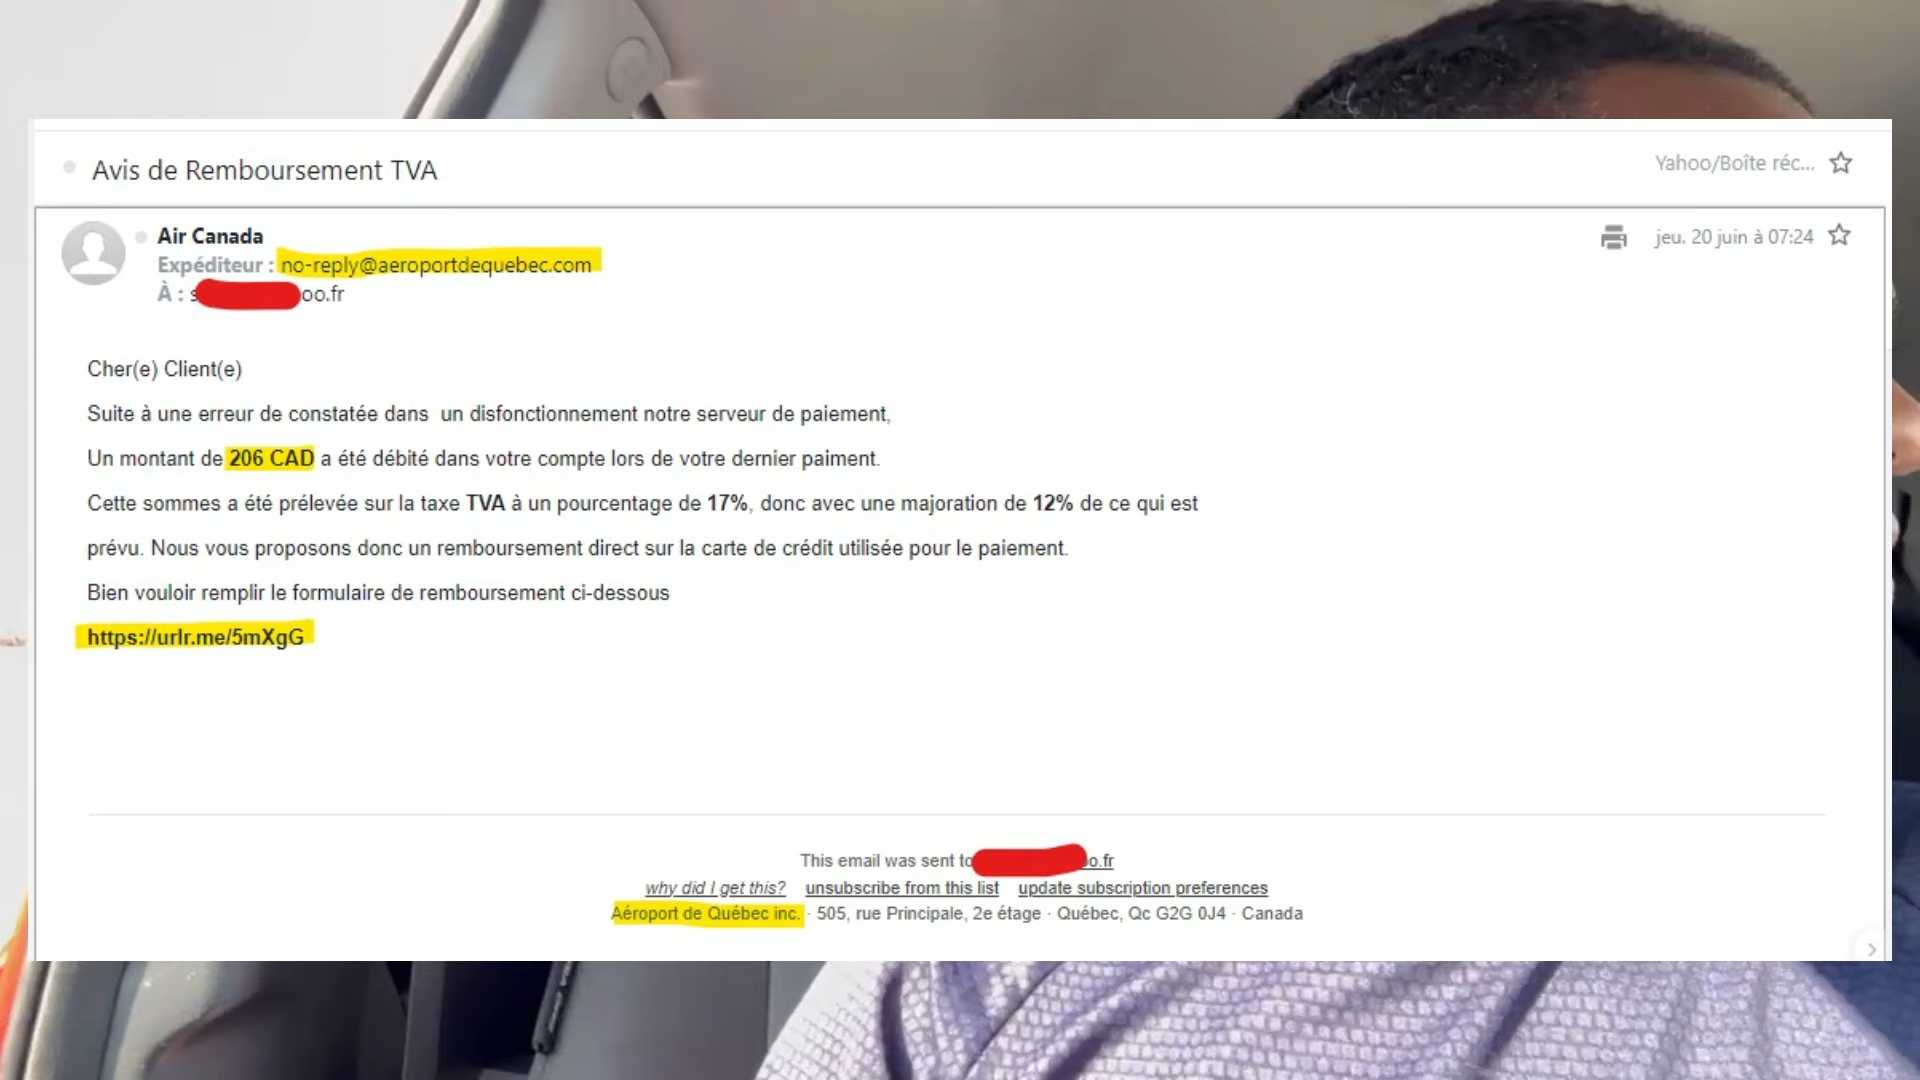 Avis de Remboursement TVA
Yahoo/Boîte réc...
Air Canada
jeu. 20 juin à 07:24
Expéditeur : no-reply@aeroportdequebec.com
À : s oo.fr
Cher(e) Client(e)
Suite à une erreur de constatée dans un disfonctionnement notre serveur de paiement,
Un montant de 206 CAD a été débité dans votre compte lors de votre dernier paiment.
Cette sommes a été prélevée sur la taxe TVA à un pourcentage de 17%, donc avec une majoration de 12% de ce qui est
prévu. Nous vous proposons donc un remboursement direct sur la carte de crédit utilisée pour le paiement.
Bien vouloir remplir le formulaire de remboursement ci-dessous
https://urlr.me/5mXgG
This email was sent to o.fr
why did I get this? unsubscribe from this list update subscription preferences
Aéroport de Québec inc. · 505, rue Principale, 2e étage · Québec, Qc G2G 0J4 · Canada